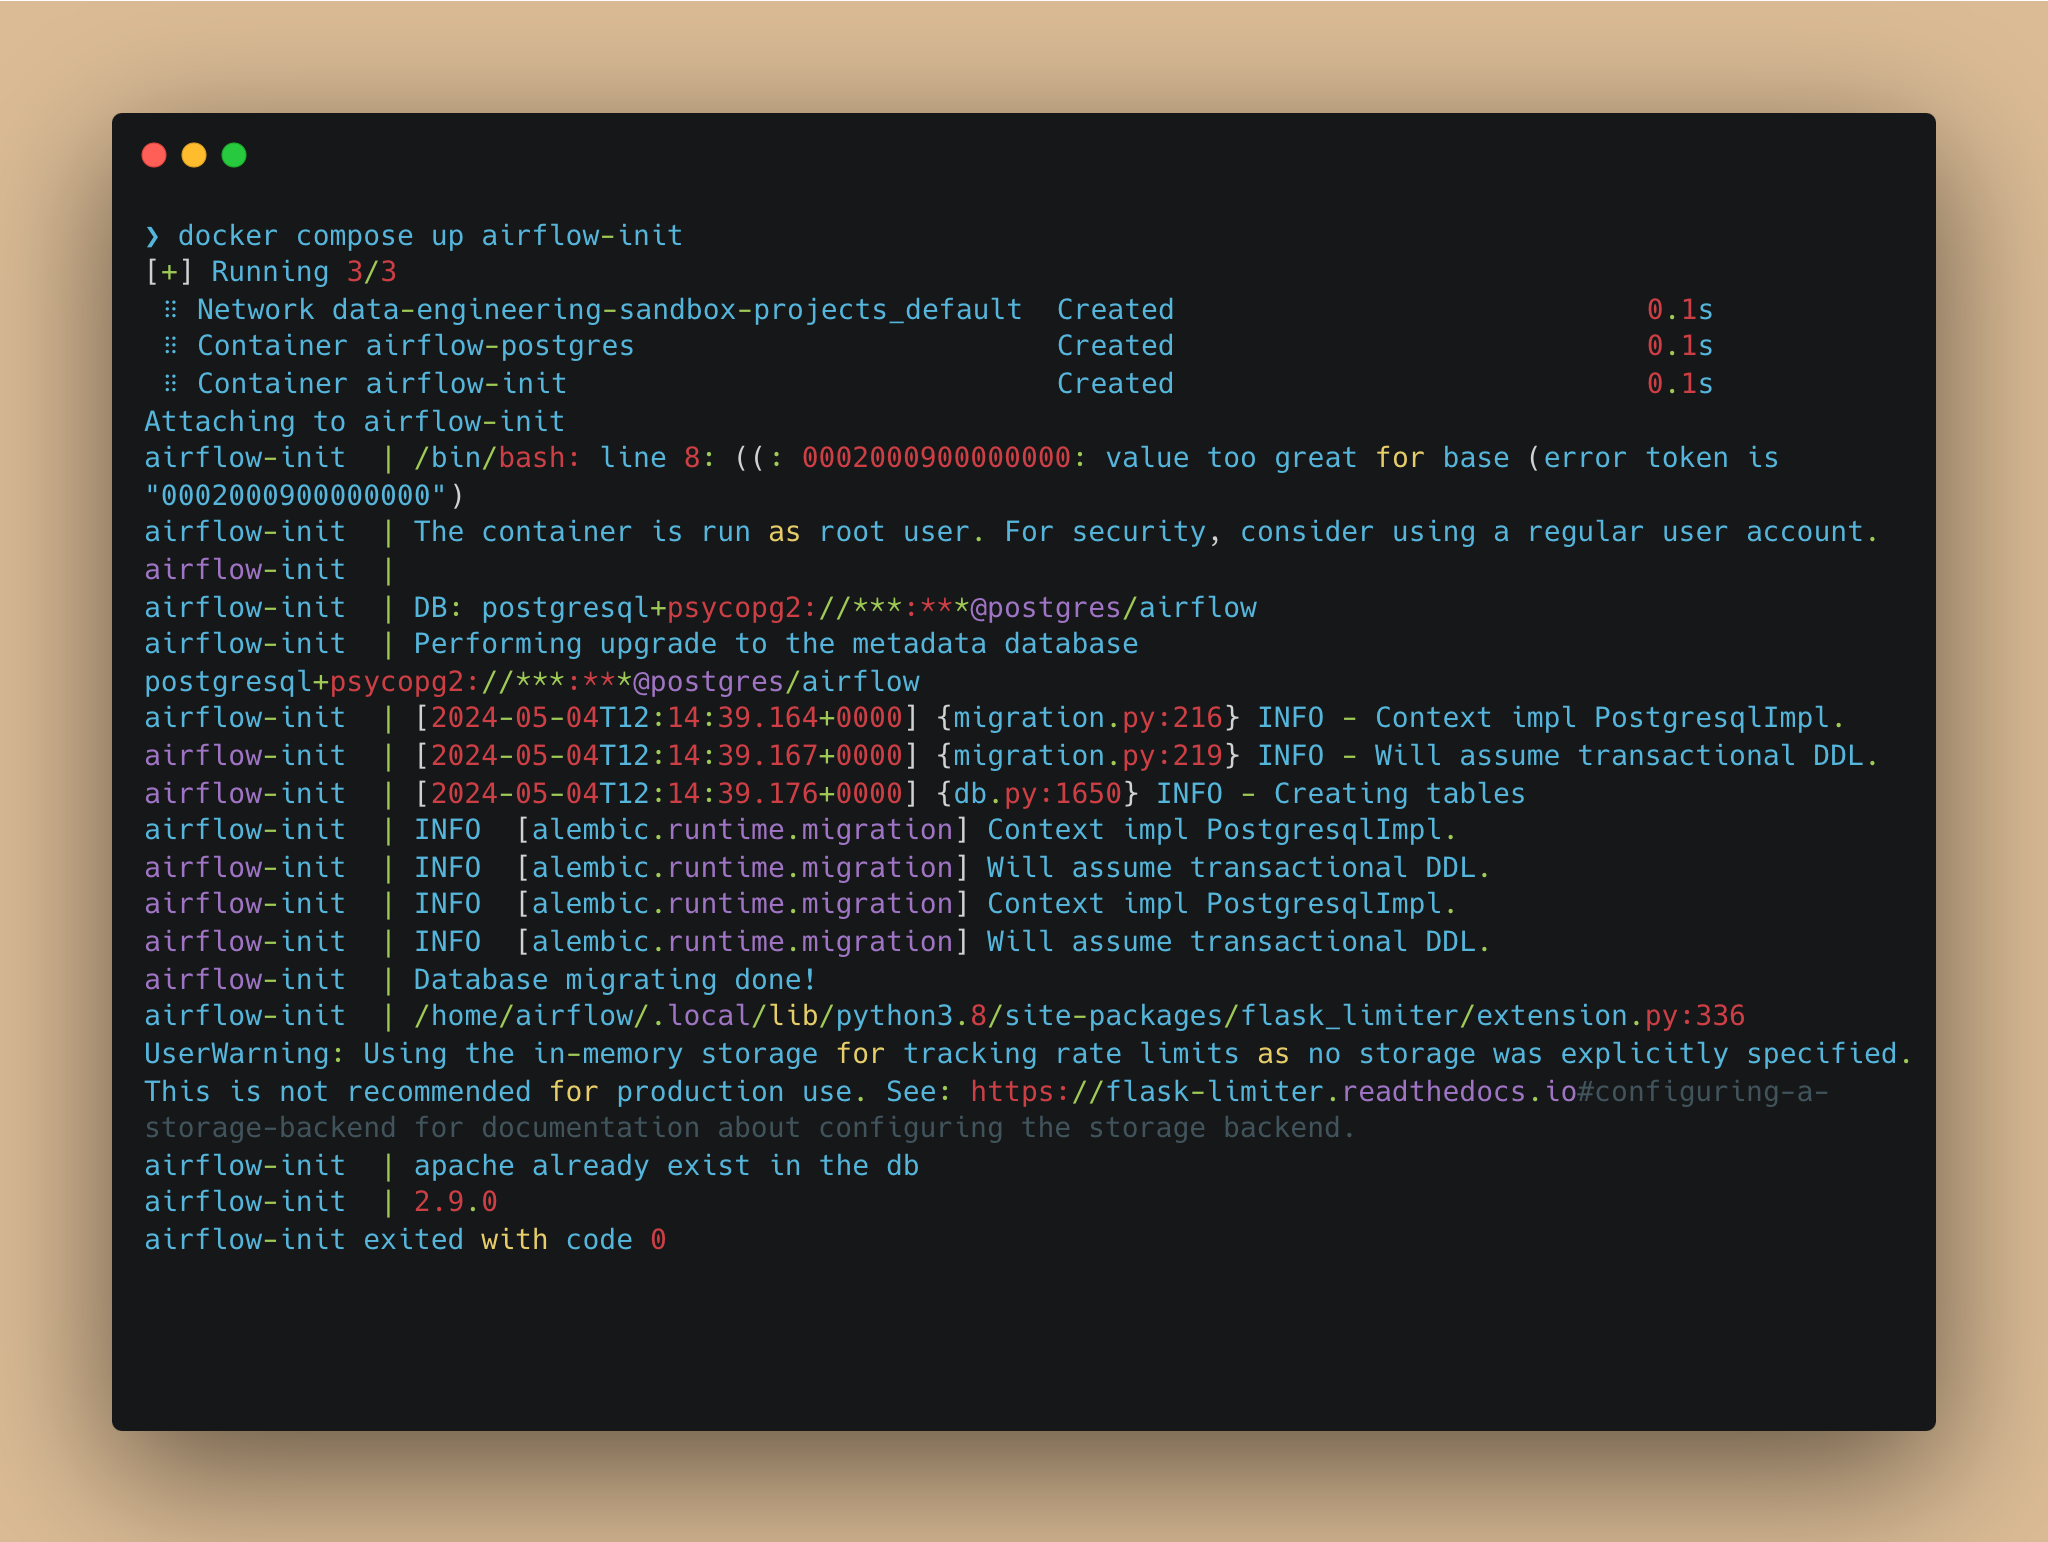 ❯ docker compose up airflow-init
[+] Running 3/3
 ⠿ Network data-engineering-sandbox-projects_default  Created                            0.1s
 ⠿ Container airflow-postgres                         Created                            0.1s
 ⠿ Container airflow-init                             Created                            0.1s
Attaching to airflow-init
airflow-init  | /bin/bash: line 8: ((: 0002000900000000: value too great for base (error token is
"0002000900000000")
airflow-init  | The container is run as root user. For security, consider using a regular user account.
airflow-init  |
airflow-init  | DB: postgresql+psycopg2://***:***@postgres/airflow
airflow-init  | Performing upgrade to the metadata database
postgresql+psycopg2://***:***@postgres/airflow
airflow-init  | [2024-05-04T12:14:39.164+0000] {migration.py:216} INFO - Context impl PostgresqlImpl.
airflow-init  | [2024-05-04T12:14:39.167+0000] {migration.py:219} INFO - Will assume transactional DDL.
airflow-init  | [2024-05-04T12:14:39.176+0000] {db.py:1650} INFO - Creating tables
airflow-init  | INFO  [alembic.runtime.migration] Context impl PostgresqlImpl.
airflow-init  | INFO  [alembic.runtime.migration] Will assume transactional DDL.
airflow-init  | INFO  [alembic.runtime.migration] Context impl PostgresqlImpl.
airflow-init  | INFO  [alembic.runtime.migration] Will assume transactional DDL.
airflow-init  | Database migrating done!
airflow-init  | /home/airflow/.local/lib/python3.8/site-packages/flask_limiter/extension.py:336
UserWarning: Using the in-memory storage for tracking rate limits as no storage was explicitly specified.
This is not recommended for production use. See: https://flask-limiter.readthedocs.io#configuring-a-
storage-backend for documentation about configuring the storage backend.
airflow-init  | apache already exist in the db
airflow-init  | 2.9.0
airflow-init exited with code 0